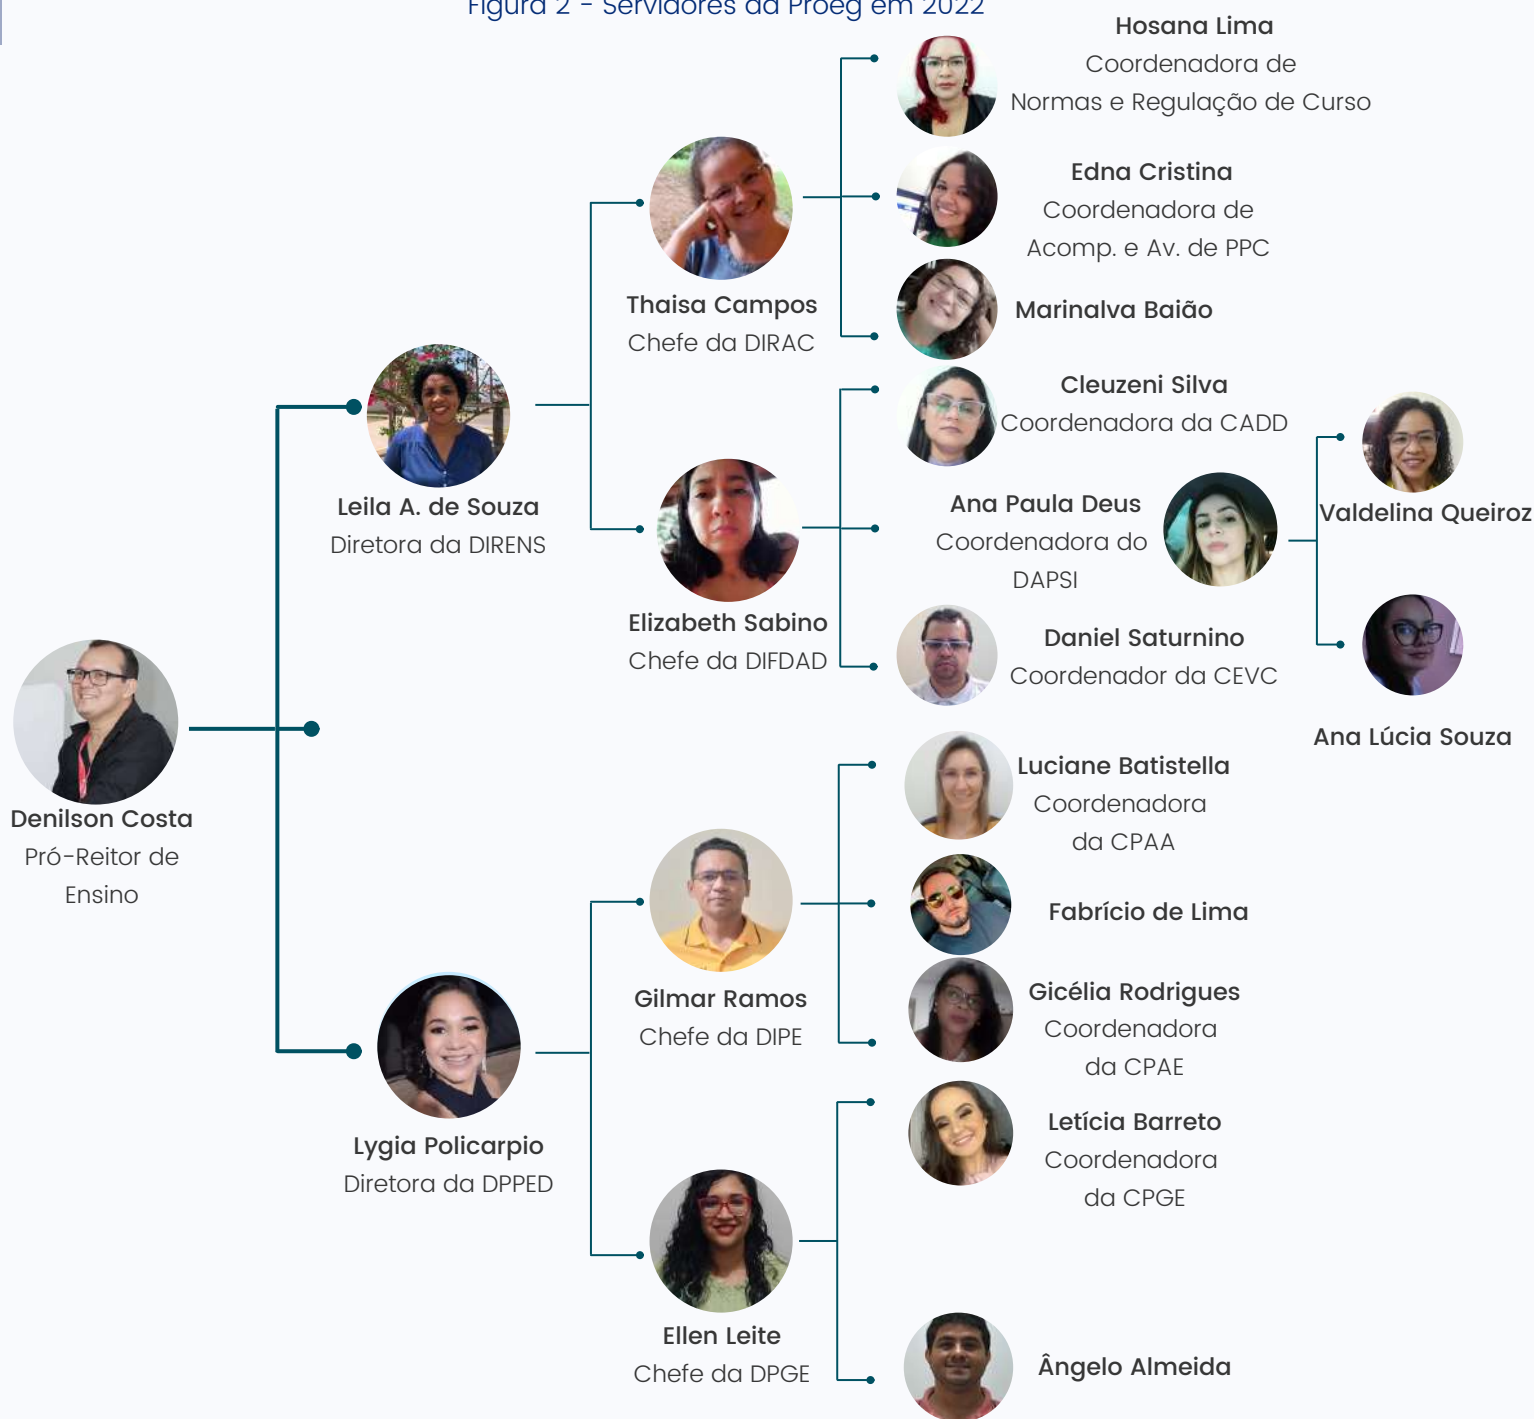 Figura 2 - Servidores da Proeg em 2022
Hosana Lima
Coordenadora de
Normas e Regulação de Curso
Edna Cristina
Coordenadora de
Acomp. e Av. de PPC
Thaisa Campos
Chefe da DIRAC
Marinalva Baião
Cleuzeni Silva
Coordenadora da CADD
Leila A. de Souza
Diretora da DIRENS
Ana Paula Deus
Coordenadora do
DAPSI
Valdelina Queiroz
Elizabeth Sabino
Chefe da DIFDAD
Daniel Saturnino
Coordenador da CEVC
Ana Lúcia Souza
Denilson Costa
Pró-Reitor de
Ensino
Luciane Batistella
Coordenadora
da CPAA
Fabrício de Lima
Gilmar Ramos
Chefe da DIPE
Gicélia Rodrigues
Coordenadora
da CPAE
Lygia Policarpio
Diretora da DPPED
Letícia Barreto
Coordenadora
da CPGE
Ellen Leite
Chefe da DPGE
Ângelo Almeida